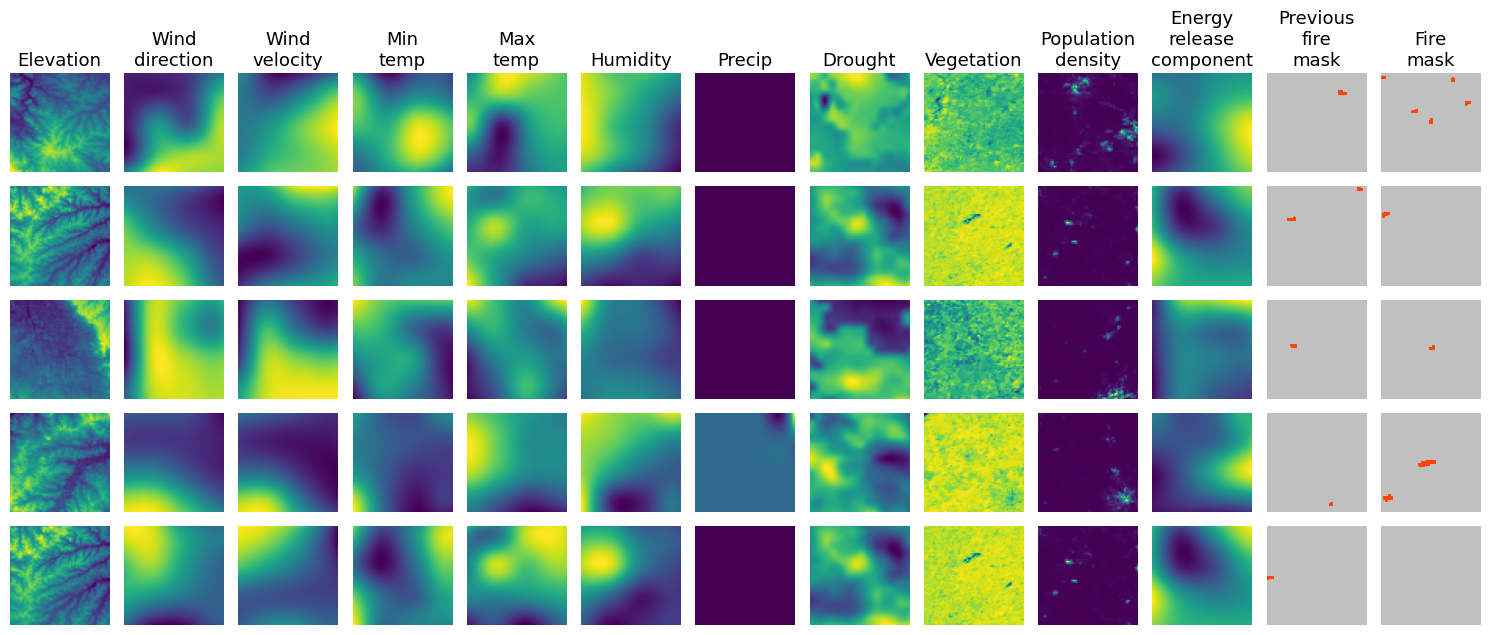 Elevation
Wind
direction
Wind
velocity
Min
temp
Max
temp
Humidity
Precip
Drought
Vegetation
Population
density
Energy
release
component
Previous
fire
mask
Fire
mask